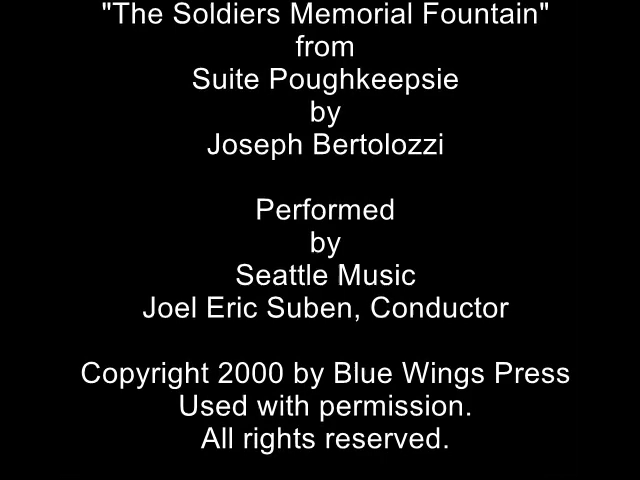 "The Soldiers Memorial Fountain"
from
Suite Poughkeepsie
by
Joseph Bertolozzi
Performed
by
Seattle Music
Joel Eric Suben, Conductor
Copyright 2000 by Blue Wings Press
Used with permission.
All rights reserved.